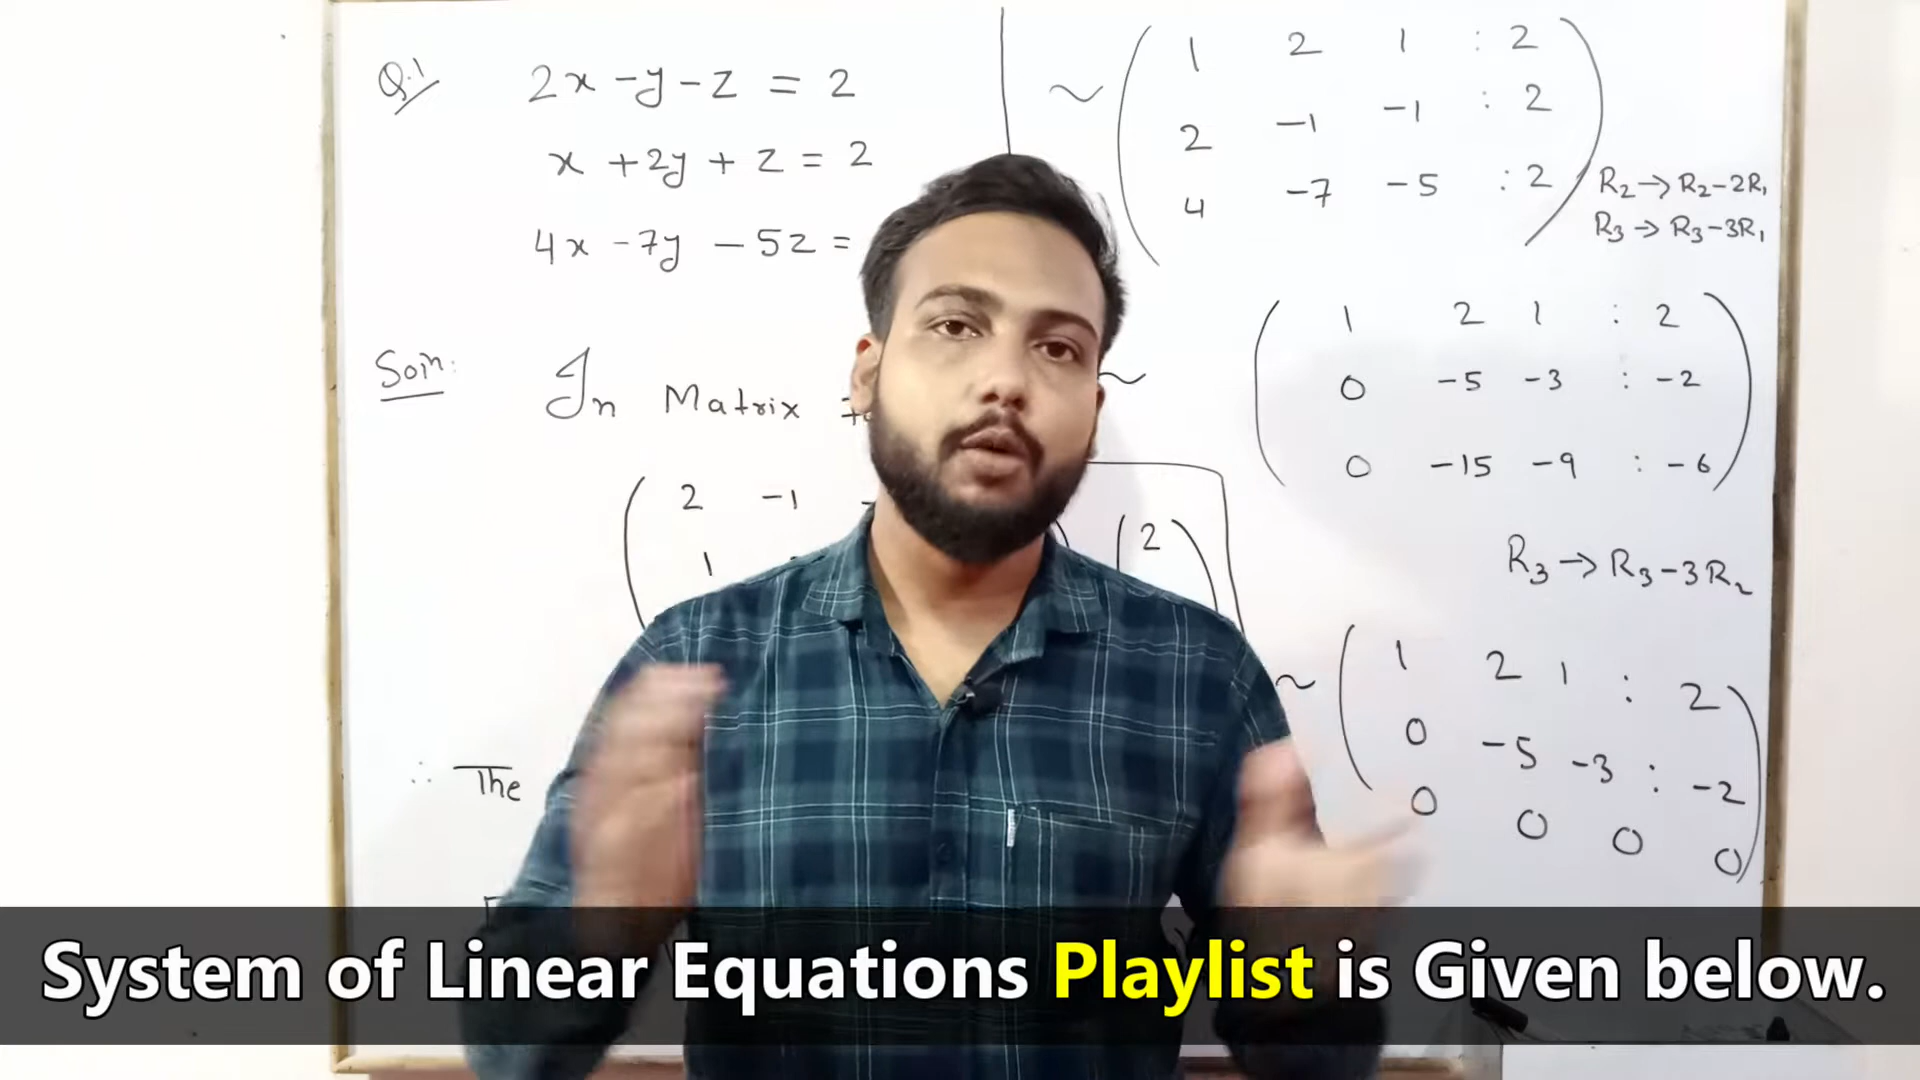 Q.1 2x - y - z = 2
x + 2y + z = 2
4x - 7y - 5z =
Soln:
In Matrix
2 -1
1
2
∴ The
~ ( 1 2 1 : 2
2 -1 -1 : 2
4 -7 -5 : 2 )
R2 → R2 - 2R1
R3 → R3 - 3R1
~ ( 1 2 1 : 2
0 -5 -3 : -2
0 -15 -9 : -6 )
R3 → R3 - 3R2
~ ( 1 2 1 : 2
0 -5 -3 : -2
0 0 0 0 )
System of Linear Equations Playlist is Given below.